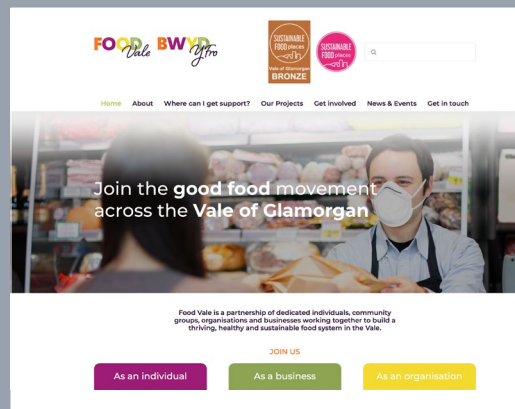 FOOD Vale BWYD Y Fro
SUSTAINABLE
FOOD places
Vale of Glamorgan
BRONZE
SUSTAINABLE
FOOD places
Home About Where can I get support? Our Projects Get involved News & Events Get in touch
Join the good food movement
across the Vale of Glamorgan
Food Vale is a partnership of dedicated individuals, community
groups, organisations and businesses working together to build a
thriving, healthy and sustainable food system in the Vale.
JOIN US
As an individual
As a business
As an organisation